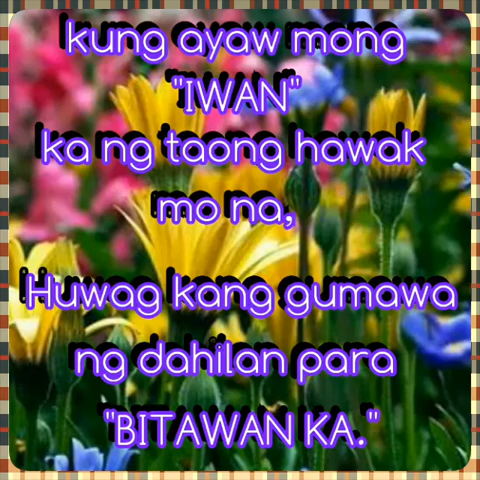 kung ayaw mong
"IWAN"
ka ng taong hawak
mo na,
Huwag kang gumawa
ng dahilan para
"BITAWAN KA."